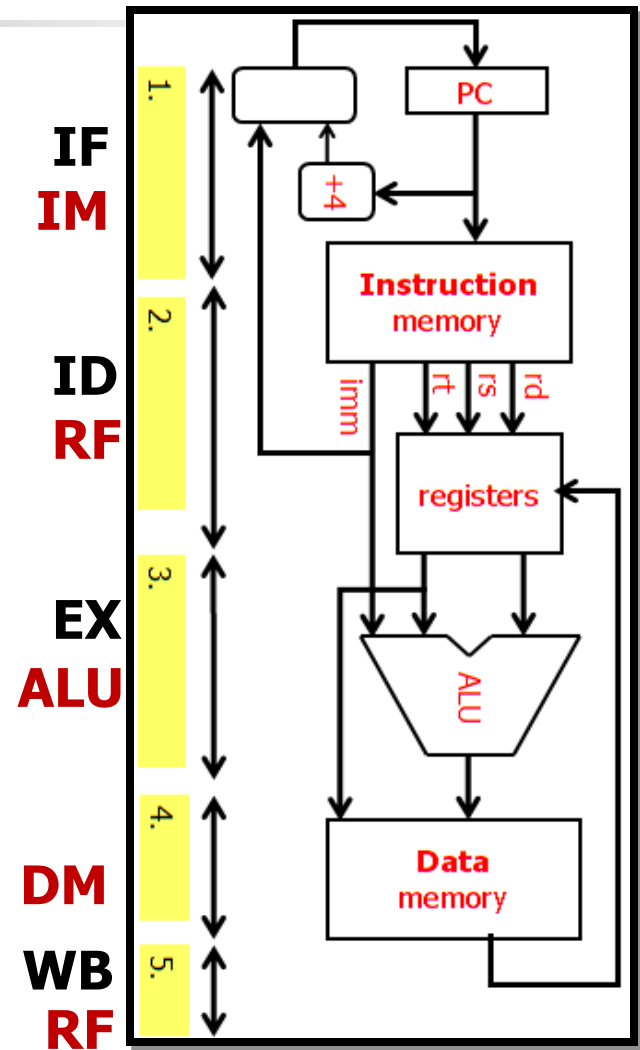 IF
IM
ID
RF
EX
ALU
DM
WB
RF
1.
2.
3.
4.
5.
PC
+4
Instruction
memory
imm
rt
rs
rd
registers
ALU
Data
memory